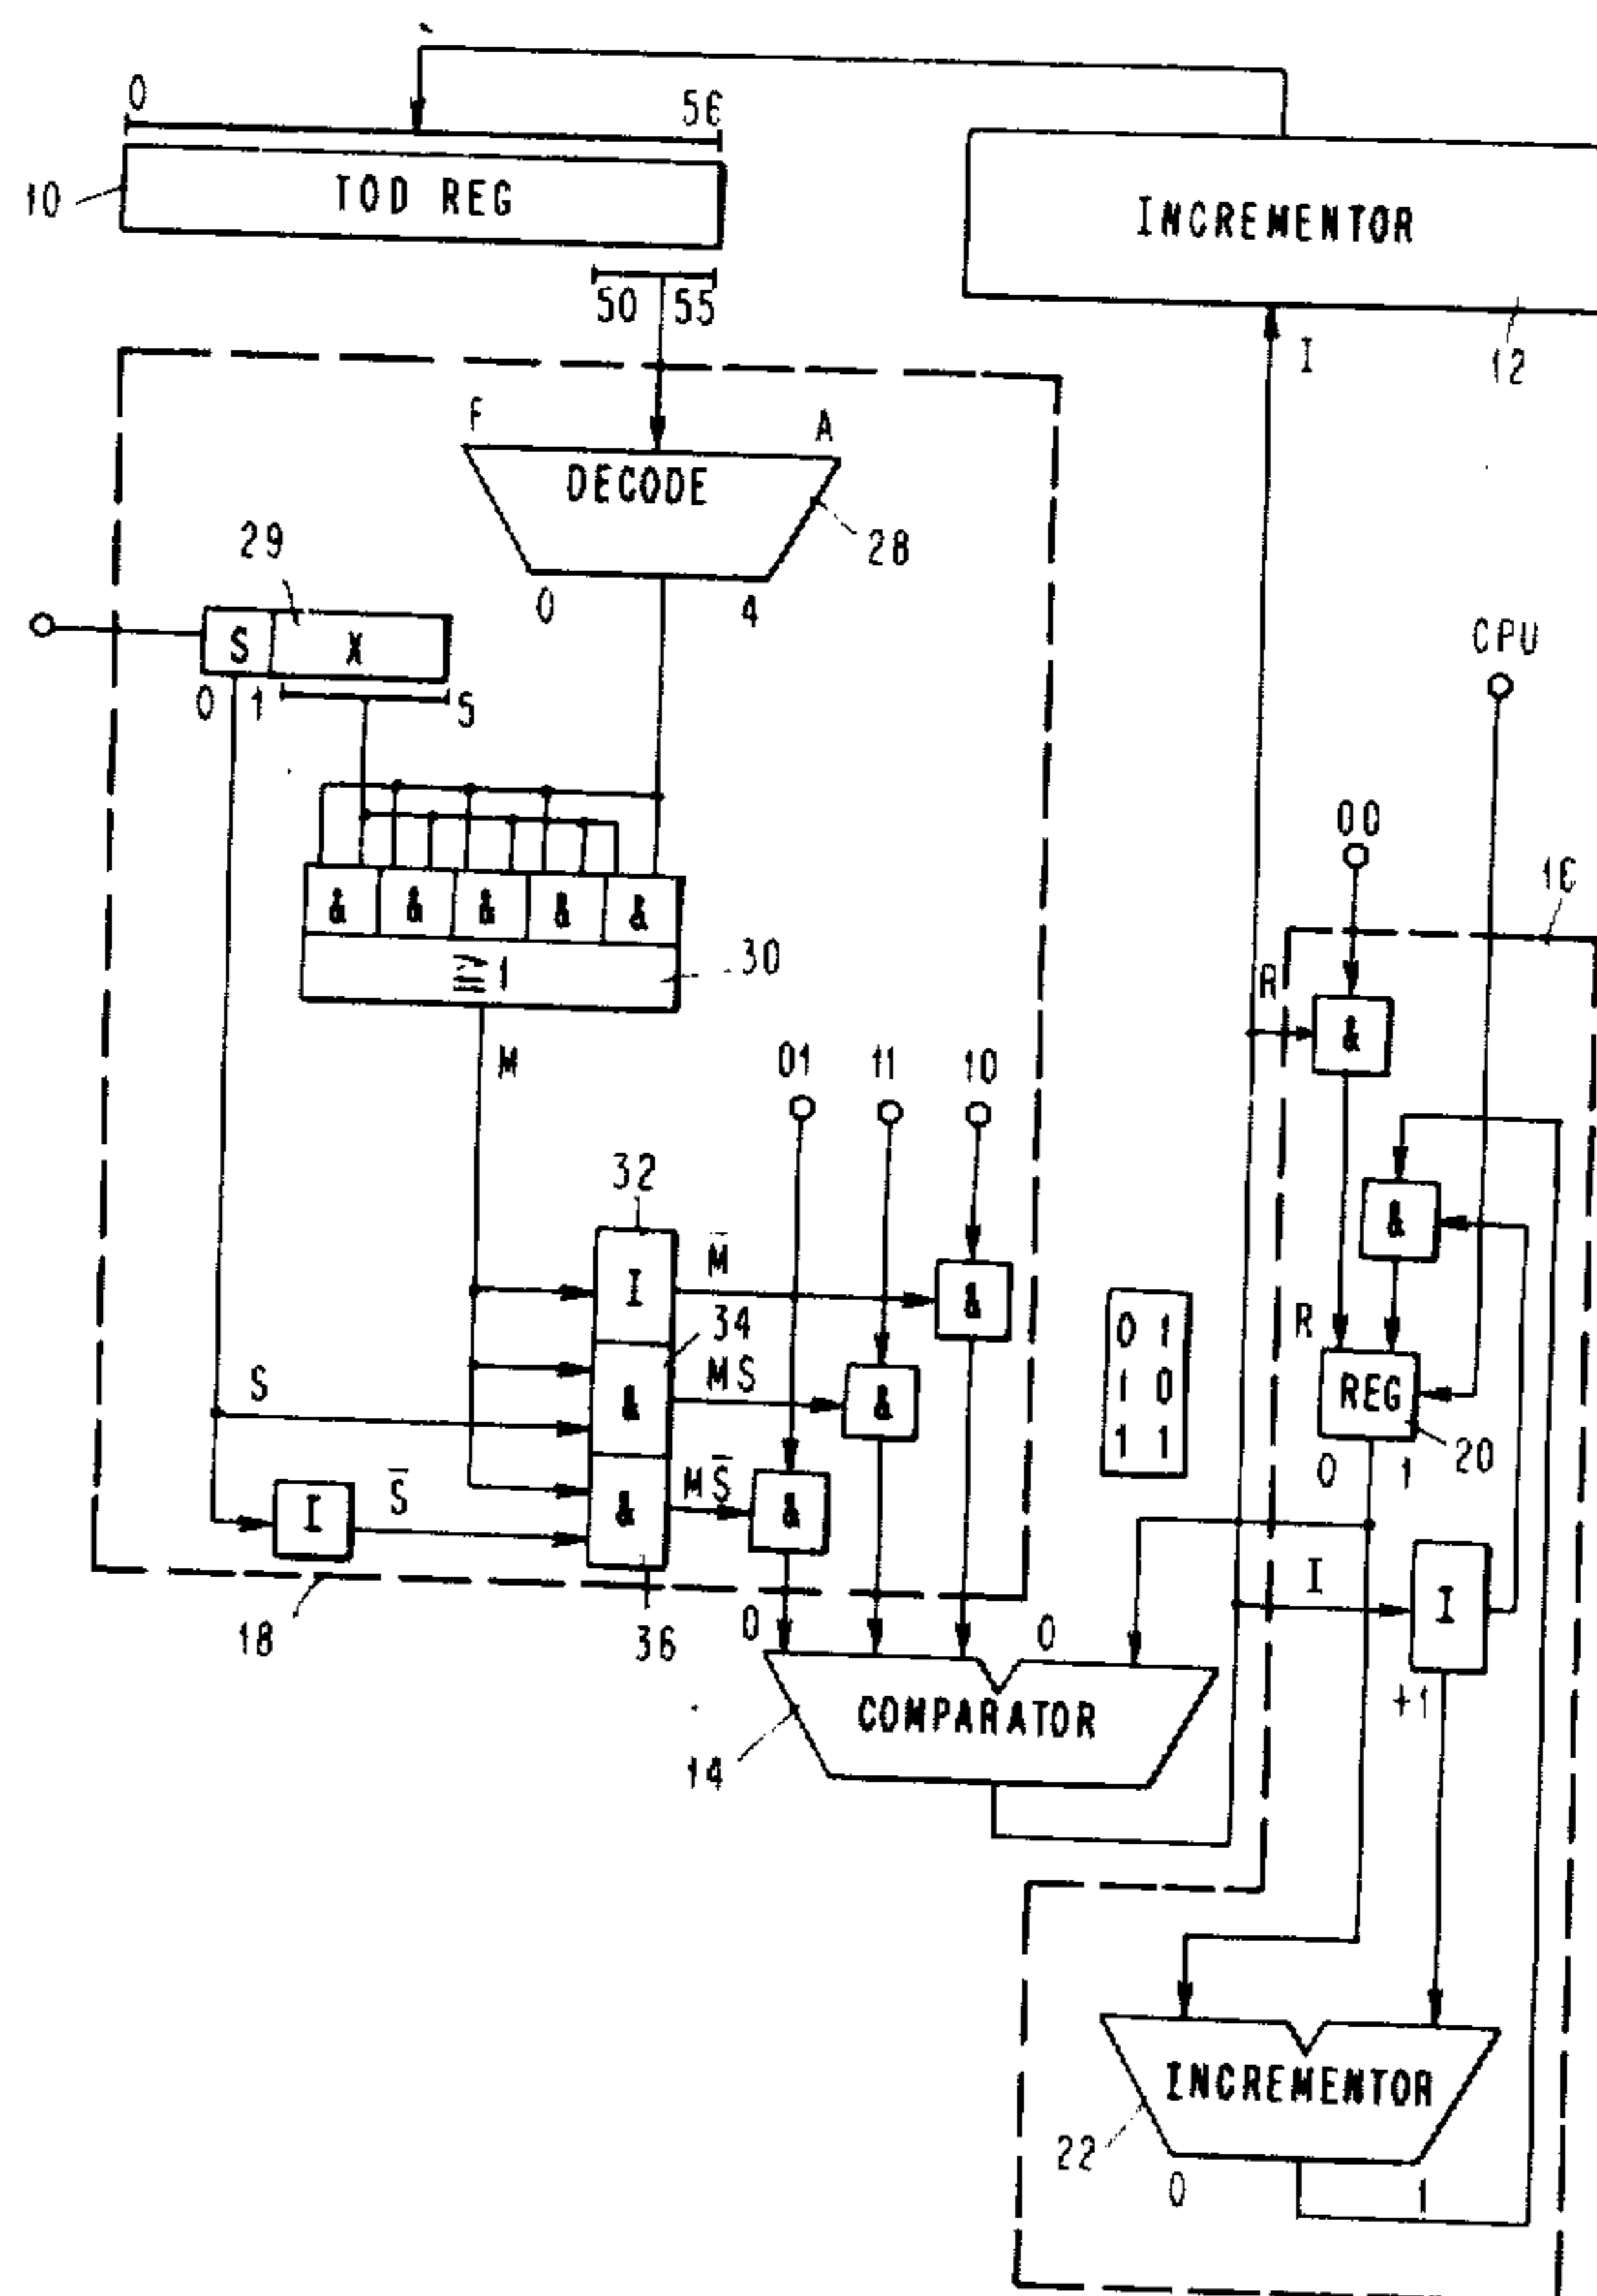 0 56
10 TOD REG
INCREMENTOR
50 55
I
12
F A
DECODE
28
29
CPU
S X
0 4
0 1 5
00
16
& & & & &
≧1
30
R
&
M
01 11 10
32
&
M̅
I
&
34
0 1
1 0
1 1
R
S
MS
&
&
REG
20
0 1
I
S̅
&
MS̅
&
I
I
18
36
0
0
+1
COMPARATOR
14
INCREMENTOR
22
0 1